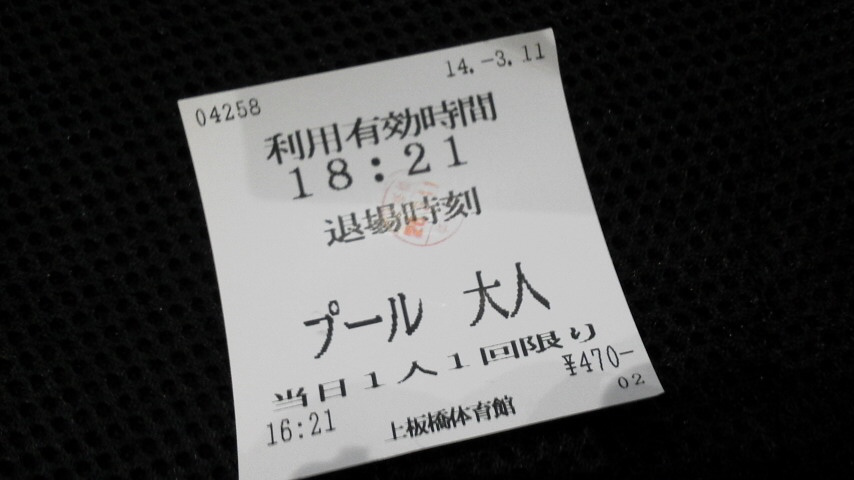 04258 14.-3.11
利用有効時間
18:21
退場時刻
プール 大人
当日1人1回限り
¥470-
16:21 上板橋体育館 02